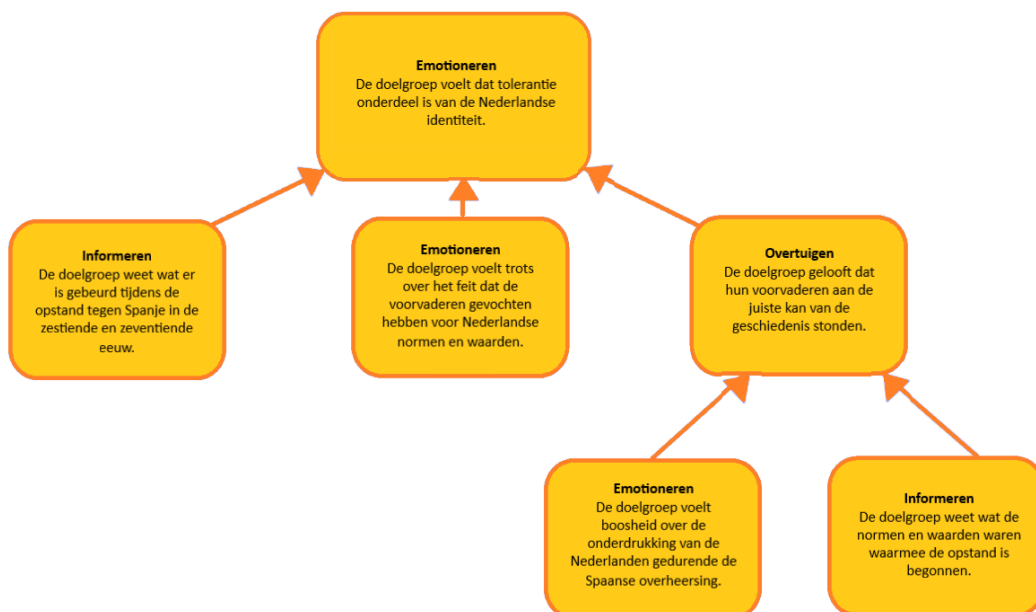 Emotioneren
De doelgroep voelt dat tolerantie
onderdeel is van de Nederlandse
identiteit.
Informeren
De doelgroep weet wat er
is gebeurd tijdens de
opstand tegen Spanje in de
zestiende en zeventiende
eeuw.
Emotioneren
De doelgroep voelt trots
over het feit dat de
voorvaderen gevochten
hebben voor Nederlandse
normen en waarden.
Overtuigen
De doelgroep gelooft dat
hun voorvaderen aan de
juiste kan van de
geschiedenis stonden.
Emotioneren
De doelgroep voelt
boosheid over de
onderdrukking van de
Nederlanden gedurende de
Spaanse overheersing.
Informeren
De doelgroep weet wat de
normen en waarden waren
waarmee de opstand is
begonnen.